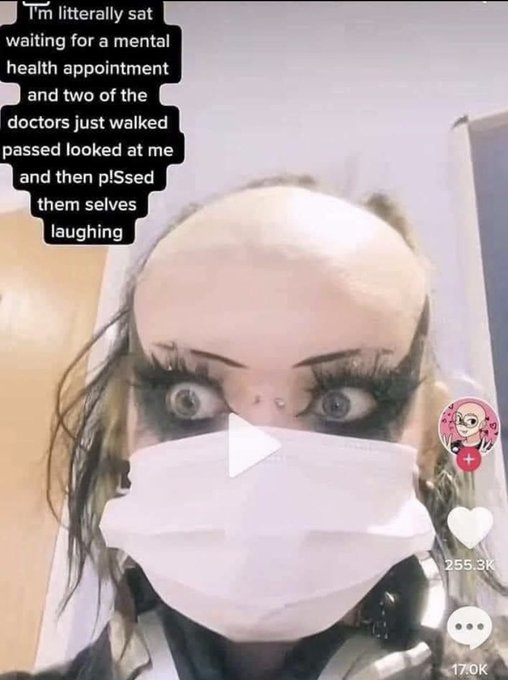 I'm litterally sat
waiting for a mental
health appointment
and two of the
doctors just walked
passed looked at me
and then p!Ssed
them selves
laughing
255.3K
17.0K